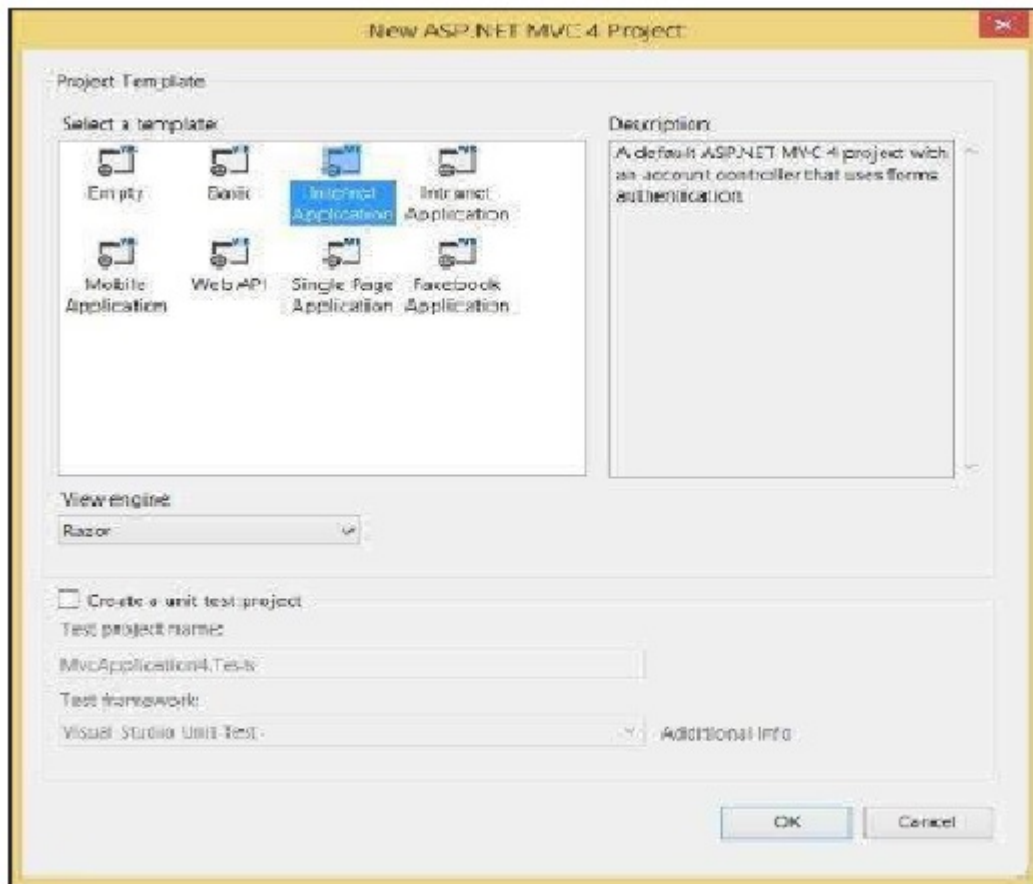 New ASP.NET MVC 4 Project
Project Template
Select a template:
Empty
Basic
Internet
Application
Intranet
Application
Mobile
Application
Web API
Single Page
Application
Facebook
Application
Description:
A default ASP.NET MVC 4 project with
an account controller that uses forms
authentication
View engine
Razor
Create a unit test project
Test project name:
MvcApplication4.Tests
Test framework:
Visual Studio Unit Test
Additional Info
OK
Cancel